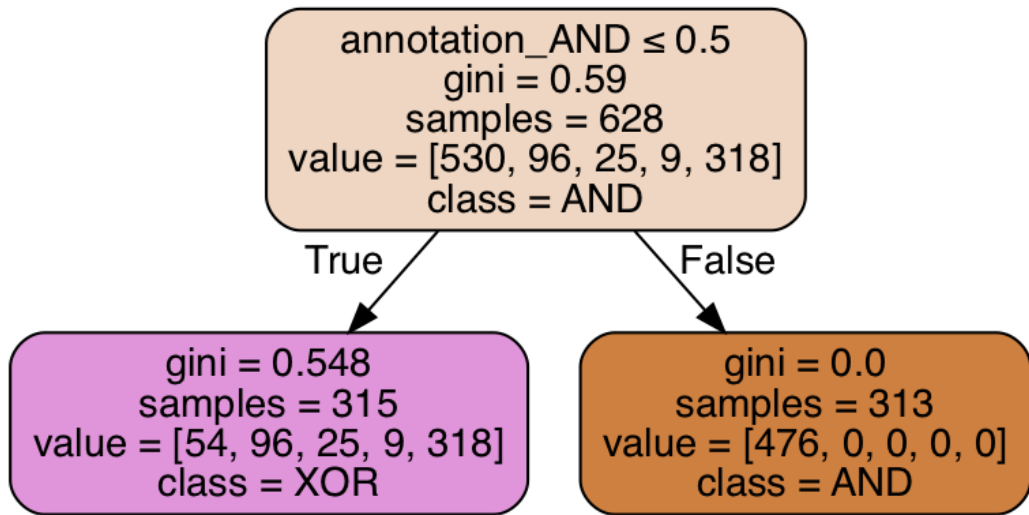 annotation_AND ≤ 0.5
gini = 0.59
samples = 628
value = [530, 96, 25, 9, 318]
class = AND
True
False
gini = 0.548
samples = 315
value = [54, 96, 25, 9, 318]
class = XOR
gini = 0.0
samples = 313
value = [476, 0, 0, 0, 0]
class = AND